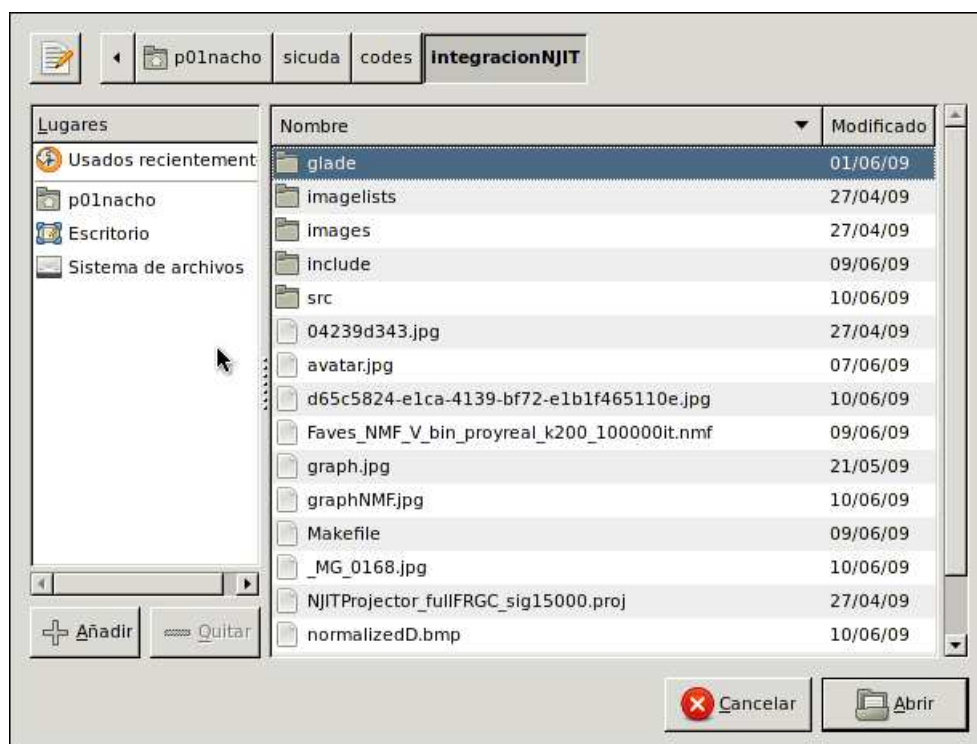 p01nacho sicuda codes integracionNJIT
Lugares
Usados recientement
p01nacho
Escritorio
Sistema de archivos
Añadir Quitar
Nombre Modificado
glade 01/06/09
imagelists 27/04/09
images 27/04/09
include 09/06/09
src 10/06/09
04239d343.jpg 27/04/09
avatar.jpg 07/06/09
d65c5824-e1ca-4139-bf72-e1b1f465110e.jpg 10/06/09
Faves_NMF_V_bin_proyreal_k200_100000it.nmf 09/06/09
graph.jpg 21/05/09
graphNMF.jpg 10/06/09
Makefile 09/06/09
_MG_0168.jpg 10/06/09
NJITProjector_fullFRGC_sig15000.proj 27/04/09
normalizedD.bmp 10/06/09
Cancelar Abrir